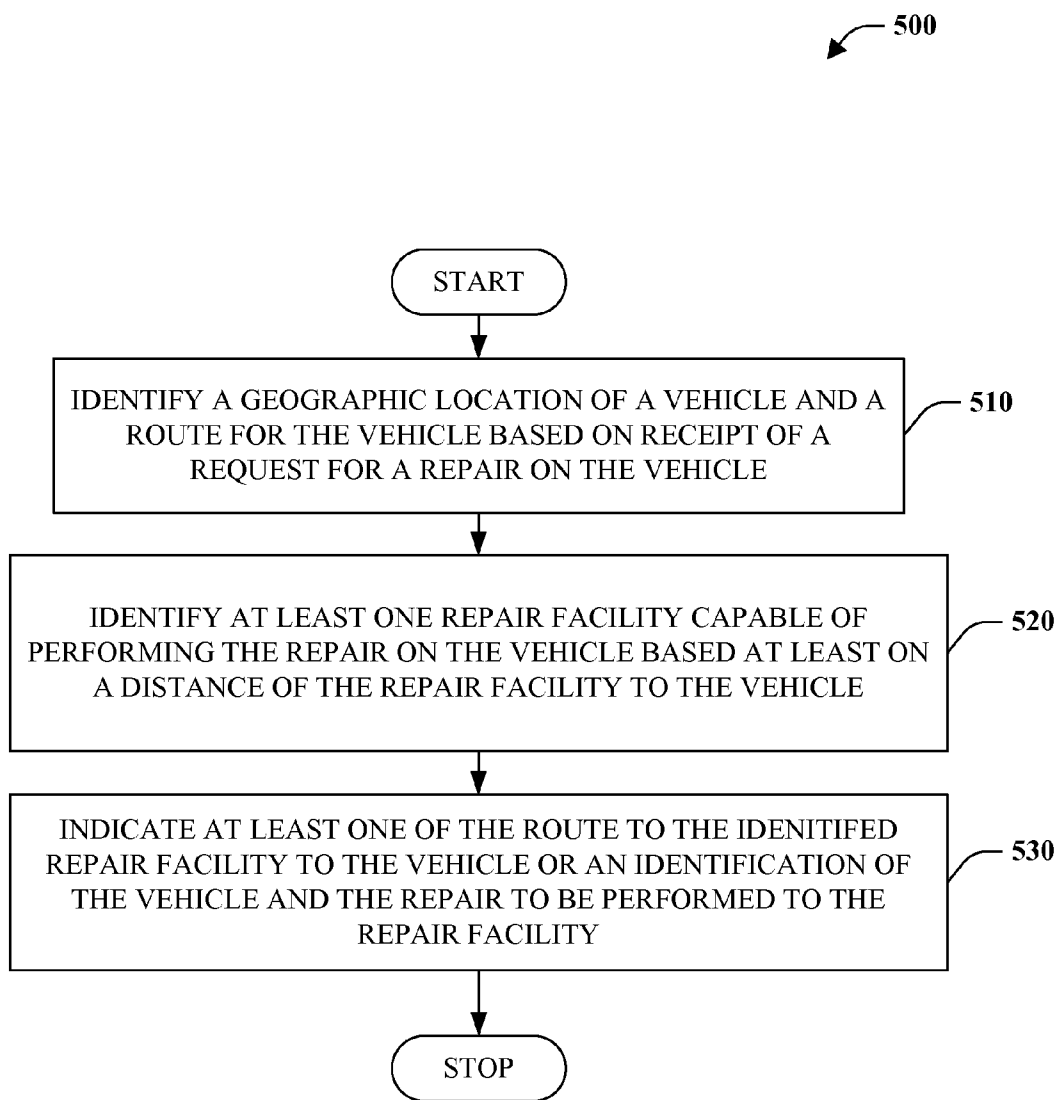 500
START
IDENTIFY A GEOGRAPHIC LOCATION OF A VEHICLE AND A
ROUTE FOR THE VEHICLE BASED ON RECEIPT OF A
REQUEST FOR A REPAIR ON THE VEHICLE
510
IDENTIFY AT LEAST ONE REPAIR FACILITY CAPABLE OF
PERFORMING THE REPAIR ON THE VEHICLE BASED AT LEAST ON
A DISTANCE OF THE REPAIR FACILITY TO THE VEHICLE
520
INDICATE AT LEAST ONE OF THE ROUTE TO THE IDENITIFED
REPAIR FACILITY TO THE VEHICLE OR AN IDENTIFICATION OF
THE VEHICLE AND THE REPAIR TO BE PERFORMED TO THE
REPAIR FACILITY
530
STOP